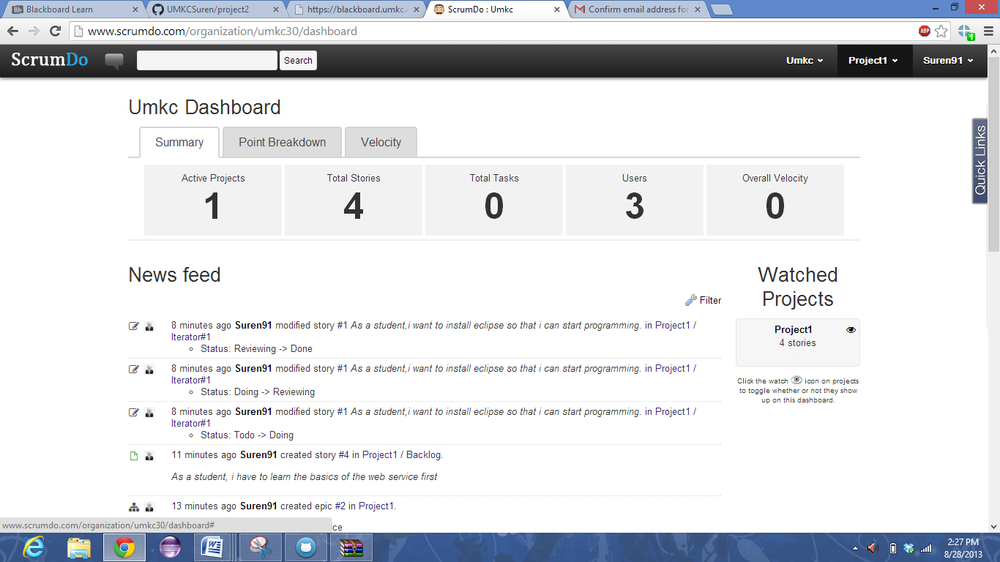 Blackboard Learn
UMKCSuren/project2
https://blackboard.umkc.
ScrumDo : Umkc
Confirm email address for
www.scrumdo.com/organization/umkc30/dashboard
ABP
1
ScrumDo
Search
Umkc
Project1
Suren91
Umkc Dashboard
Summary
Point Breakdown
Velocity
Quick Links
Active Projects
1
Total Stories
4
Total Tasks
0
Users
3
Overall Velocity
0
News feed
Filter
8 minutes ago Suren91 modified story #1 As a student,i want to install eclipse so that i can start programming. in Project1 /
Iterator#1
Status: Reviewing -> Done
8 minutes ago Suren91 modified story #1 As a student,i want to install eclipse so that i can start programming. in Project1 /
Iterator#1
Status: Doing -> Reviewing
8 minutes ago Suren91 modified story #1 As a student,i want to install eclipse so that i can start programming. in Project1 /
Iterator#1
Status: Todo -> Doing
11 minutes ago Suren91 created story #4 in Project1 / Backlog.
As a student, i have to learn the basics of the web service first
13 minutes ago Suren91 created epic #2 in Project1.
Watched
Projects
Project1
4 stories
Click the watch icon on projects
to toggle whether or not they show
up on this dashboard.
www.scrumdo.com/organization/umkc30/dashboard#
2:27 PM
8/28/2013